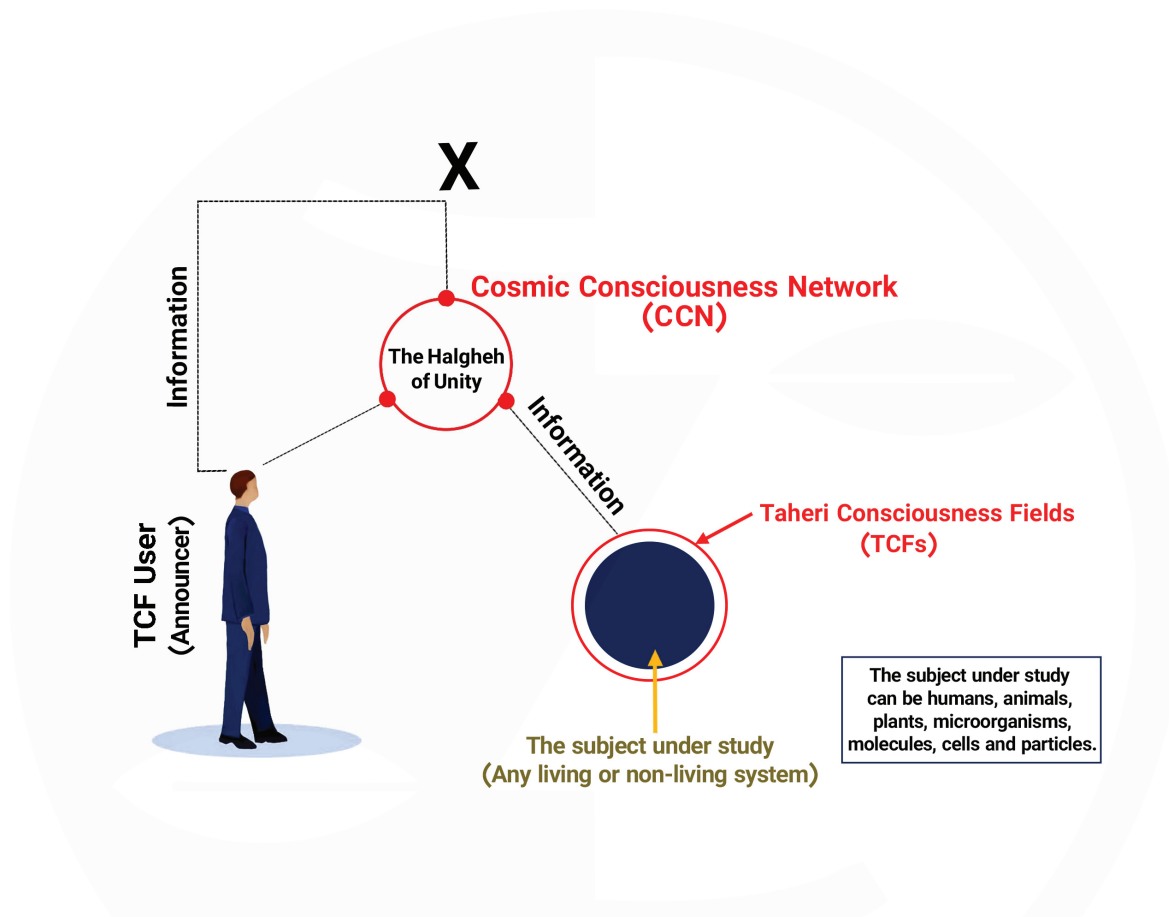 X
Information
Cosmic Consciousness Network
(CCN)
The Halgheh
of Unity
Information
TCF User
(Announcer)
Taheri Consciousness Fields
(TCFs)
The subject under study
can be humans, animals,
plants, microorganisms,
molecules, cells and particles.
The subject under study
(Any living or non-living system)